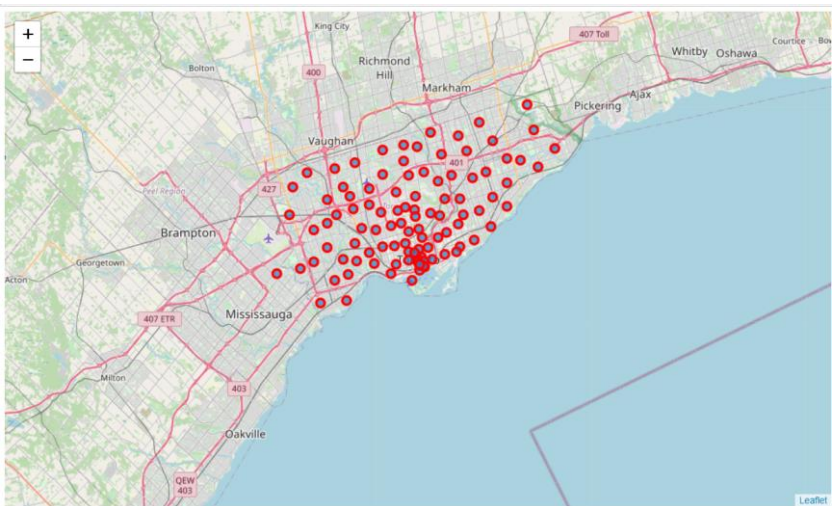 +
−
King City
407 Toll
Courtice
Whitby
Oshawa
Bolton
400
Richmond
Hill
Markham
Ajax
Pickering
Vaughan
401
427
Peel Region
Brampton
Georgetown
Acton
407 ETR
Mississauga
Milton
403
Oakville
QEW
403
Leaflet